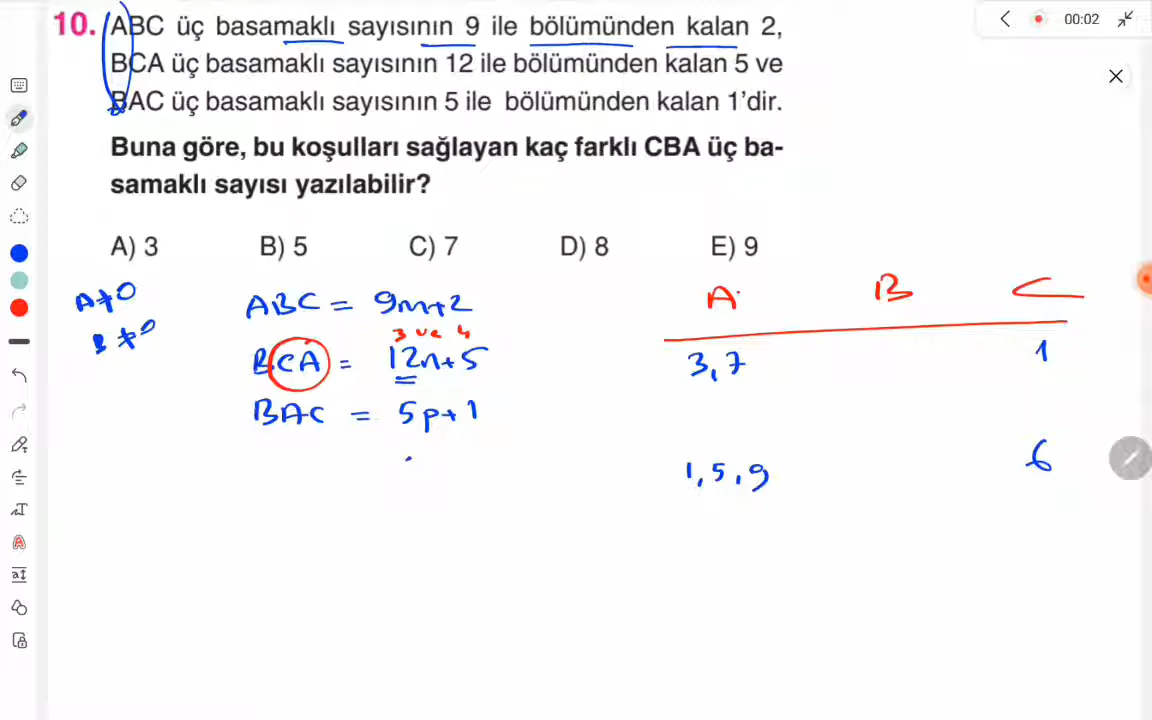 00:02
10. ABC üç basamaklı sayısının 9 ile bölümünden kalan 2,
BCA üç basamaklı sayısının 12 ile bölümünden kalan 5 ve
BAC üç basamaklı sayısının 5 ile bölümünden kalan 1'dir.
Buna göre, bu koşulları sağlayan kaç farklı CBA üç ba-
samaklı sayısı yazılabilir?
A) 3 B) 5 C) 7 D) 8 E) 9
A≠0
B≠0
ABC = 9m+2
3 ve 4
BCA = 12n+5
BAC = 5p+1
A B C
3,7 1
1,5,9 6